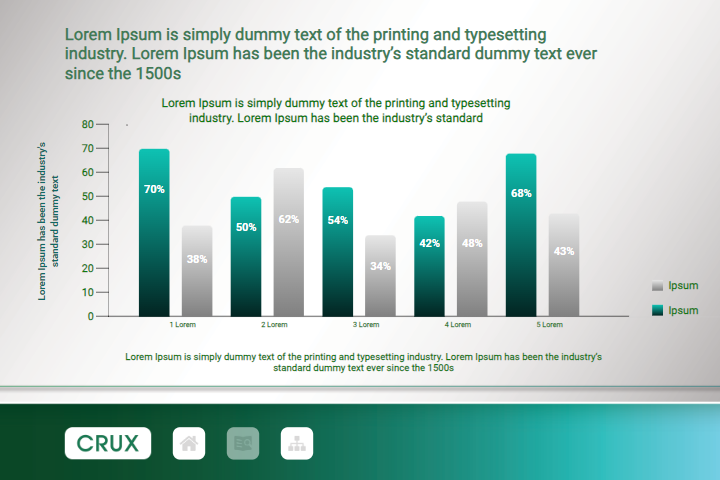 Lorem Ipsum is simply dummy text of the printing and typesetting
industry. Lorem Ipsum has been the industry's standard dummy text ever
since the 1500s
Lorem Ipsum is simply dummy text of the printing and typesetting
industry. Lorem Ipsum has been the industry's standard
Lorem Ipsum has been the industry's
standard dummy text
80
70
60
50
40
30
20
10
0
70%
38%
50%
62%
54%
34%
42%
48%
68%
43%
1 Lorem
2 Lorem
3 Lorem
4 Lorem
5 Lorem
Ipsum
Ipsum
Lorem Ipsum is simply dummy text of the printing and typesetting industry. Lorem Ipsum has been the industry's
standard dummy text ever since the 1500s
CRUX